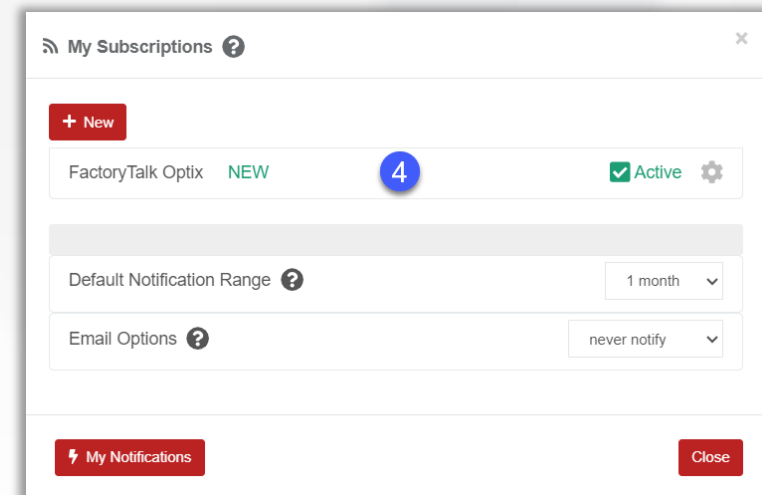 My Subscriptions ?
×
+ New
FactoryTalk Optix NEW 4 Active
Default Notification Range ? 1 month
Email Options ? never notify
My Notifications Close